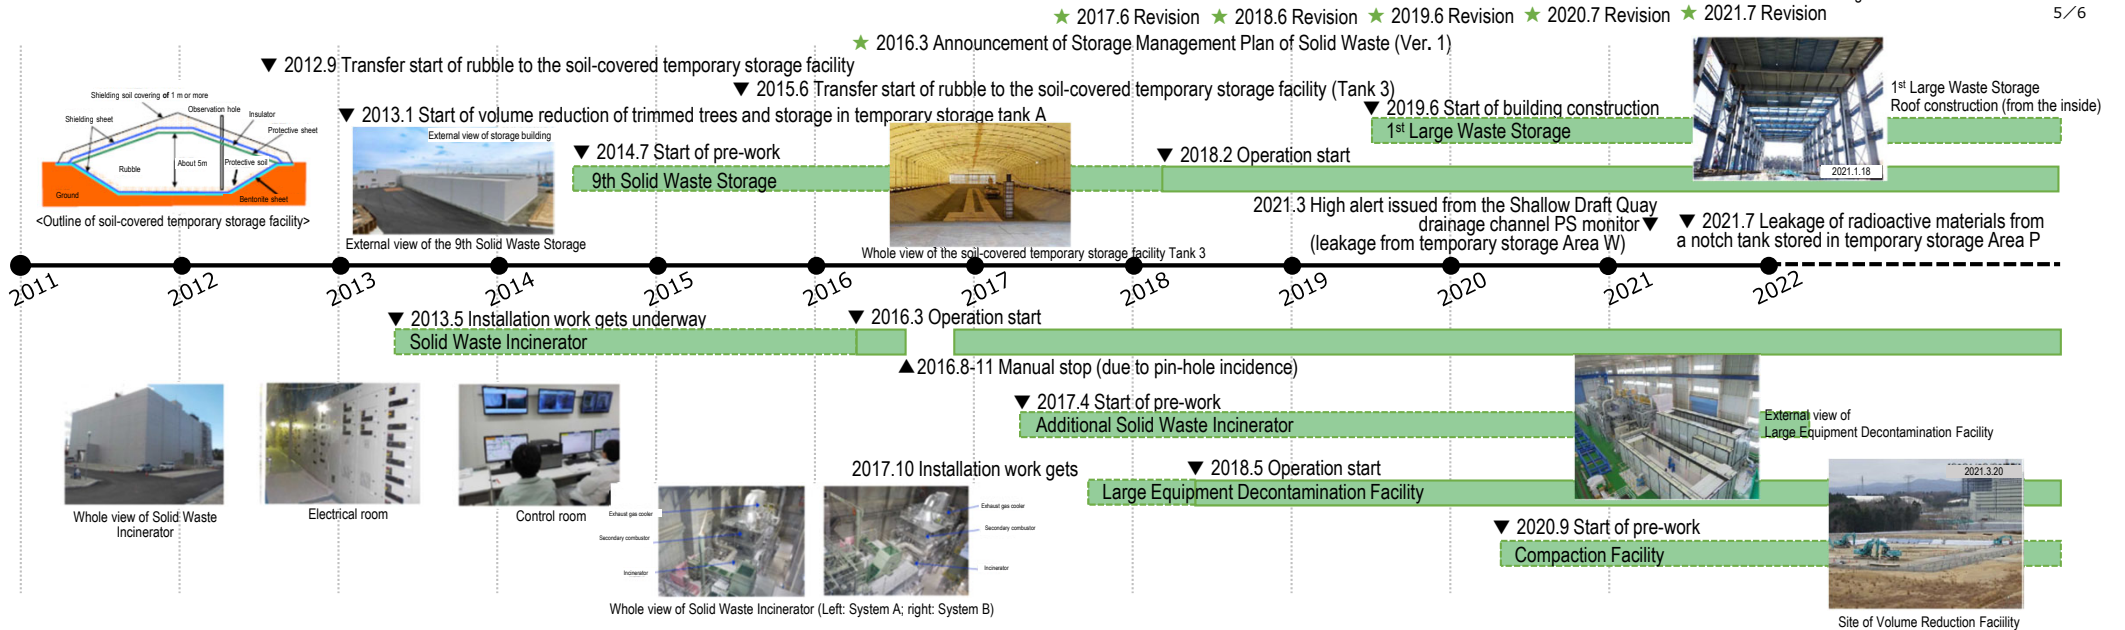 ★ 2017.6 Revision ★ 2018.6 Revision ★ 2019.6 Revision ★ 2020.7 Revision ★ 2021.7 Revision
5/6
★ 2016.3 Announcement of Storage Management Plan of Solid Waste (Ver. 1)
▼ 2012.9 Transfer start of rubble to the soil-covered temporary storage facility
▼ 2015.6 Transfer start of rubble to the soil-covered temporary storage facility (Tank 3)
▼ 2013.1 Start of volume reduction of trimmed trees and storage in temporary storage tank A
▼ 2019.6 Start of building construction
1st Large Waste Storage
1st Large Waste Storage
Roof construction (from the inside)
2021.1.18
Shielding soil covering of 1 m or more
Observation hole
Shielding sheet
Insulator
Protective sheet
About 5m
Protective soil
Rubble
Ground
Bentonite sheet
<Outline of soil-covered temporary storage facility>
External view of storage building
External view of the 9th Solid Waste Storage
▼ 2014.7 Start of pre-work
9th Solid Waste Storage
▼ 2018.2 Operation start
Whole view of the soil-covered temporary storage facility Tank 3
2021.3 High alert issued from the Shallow Draft Quay
drainage channel PS monitor ▼
(leakage from temporary storage Area W)
▼ 2021.7 Leakage of radioactive materials from
a notch tank stored in temporary storage Area P
2011
2012
2013
2014
2015
2016
2017
2018
2019
2020
2021
2022
▼ 2013.5 Installation work gets underway
Solid Waste Incinerator
▼ 2016.3 Operation start
▲ 2016.8-11 Manual stop (due to pin-hole incidence)
▼ 2017.4 Start of pre-work
Additional Solid Waste Incinerator
External view of
Large Equipment Decontamination Facility
2017.10 Installation work gets
▼ 2018.5 Operation start
Large Equipment Decontamination Facility
▼ 2020.9 Start of pre-work
Compaction Facility
2021.3.20
Site of Volume Reduction Faciility
Whole view of Solid Waste
Incinerator
Electrical room
Control room
Exhaust gas cooler
Secondary combustor
Incinerator
Exhaust gas cooler
Secondary combustor
Incinerator
Whole view of Solid Waste Incinerator (Left: System A; right: System B)